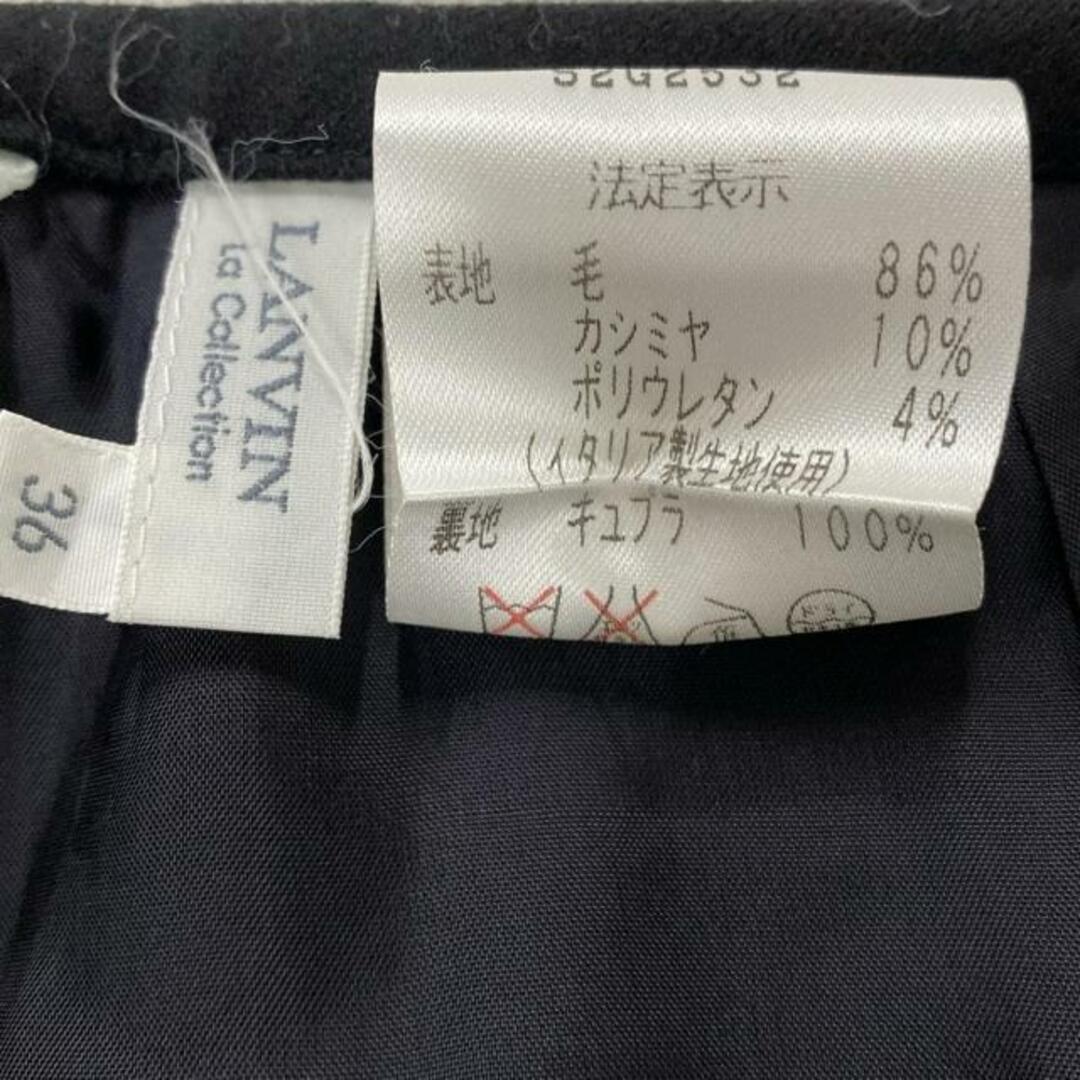 S2G2532
法定表示
表地 毛 86%
カシミヤ 10%
ポリウレタン 4%
(イタリア製生地使用)
裏地 キュプラ 100%
LANVIN
la Collection
36